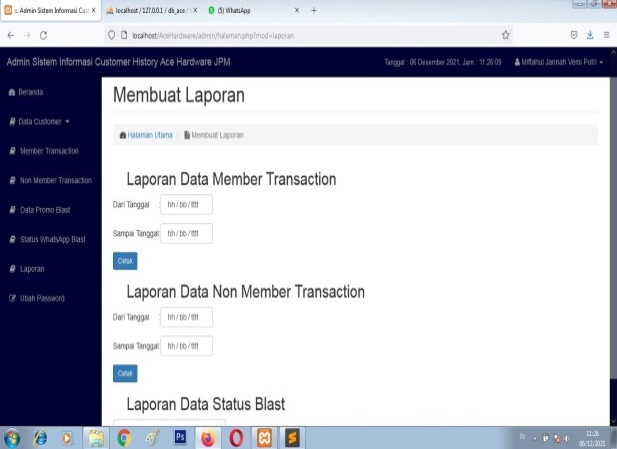 :. Admin Sistem Informasi Cust
localhost / 127.0.0.1 / db_ace /
(5) WhatsApp
localhost/AceHardware/admin/halaman.php?mod=laporan
Admin Sistem Informasi Customer History Ace Hardware JPM
Tanggal : 06 Desember 2021, Jam : 11:26:09
Miftahul Jannah Vemi Putri
Beranda
Data Customer
Member Transaction
Non Member Transaction
Data Promo Blast
Status WhatsApp Blast
Laporan
Ubah Password
Membuat Laporan
Halaman Utama / Membuat Laporan
Laporan Data Member Transaction
Dari Tanggal : hh / bb / tttt
Sampai Tanggal: hh / bb / tttt
Cetak
Laporan Data Non Member Transaction
Dari Tanggal : hh / bb / tttt
Sampai Tanggal: hh / bb / tttt
Cetak
Laporan Data Status Blast
Ps
IN
11:26
06/12/2021